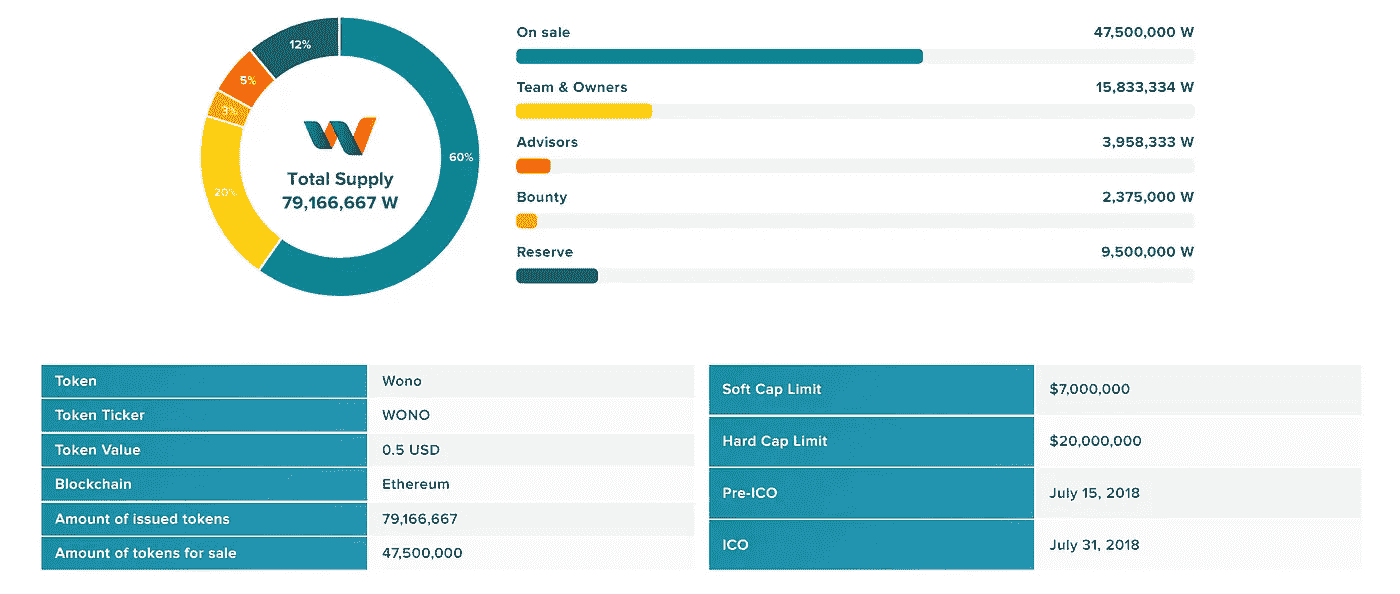 12%
5%
3%
20%
60%
Total Supply
79,166,667 W
On sale 47,500,000 W
Team & Owners 15,833,334 W
Advisors 3,958,333 W
Bounty 2,375,000 W
Reserve 9,500,000 W
Token Wono
Token Ticker WONO
Token Value 0.5 USD
Blockchain Ethereum
Amount of issued tokens 79,166,667
Amount of tokens for sale 47,500,000
Soft Cap Limit $7,000,000
Hard Cap Limit $20,000,000
Pre-ICO July 15, 2018
ICO July 31, 2018